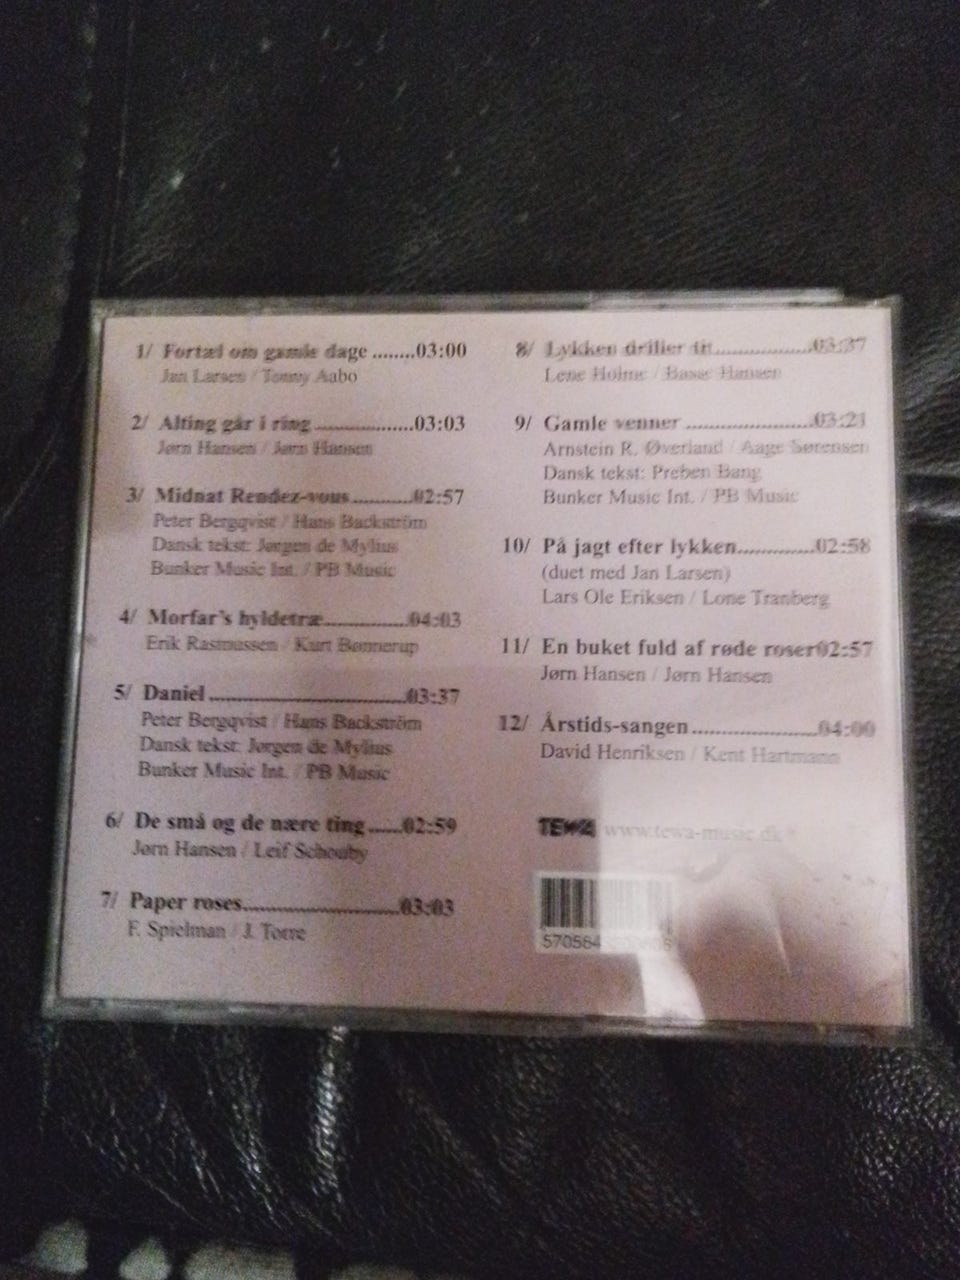 1/ Fortæl om gamle dage ........03:00
Jan Larsen / Tonny Aabo
2/ Alting går i ring ................03:03
Jørn Hansen / Jørn Hansen
3/ Midnat Rendez-vous ..........02:57
Peter Bergqvist / Hans Backström
Dansk tekst: Jørgen de Mylius
Bunker Music Int. / PB Music
4/ Morfar's hyldetræ..............04:03
Erik Rasmussen / Kurt Bønnerup
5/ Daniel .................................03:37
Peter Bergqvist / Hans Backström
Dansk tekst: Jørgen de Mylius
Bunker Music Int. / PB Music
6/ De små og de nære ting ......02:59
Jørn Hansen / Leif Schouby
7/ Paper roses..........................03:03
F. Spielman / J. Torre
8/ Lykken driller tit................03:37
Lene Holme / Basse Hansen
9/ Gamle venner .....................03:21
Arnstein R. Øverland / Aage Sørensen
Dansk tekst: Preben Bang
Bunker Music Int. / PB Music
10/ På jagt efter lykken.............02:58
(duet med Jan Larsen)
Lars Ole Eriksen / Lone Tranberg
11/ En buket fuld af røde roser02:57
Jørn Hansen / Jørn Hansen
12/ Årstids-sangen.....................04:00
David Henriksen / Kent Hartmann
TEWA www.tewa-music.dk